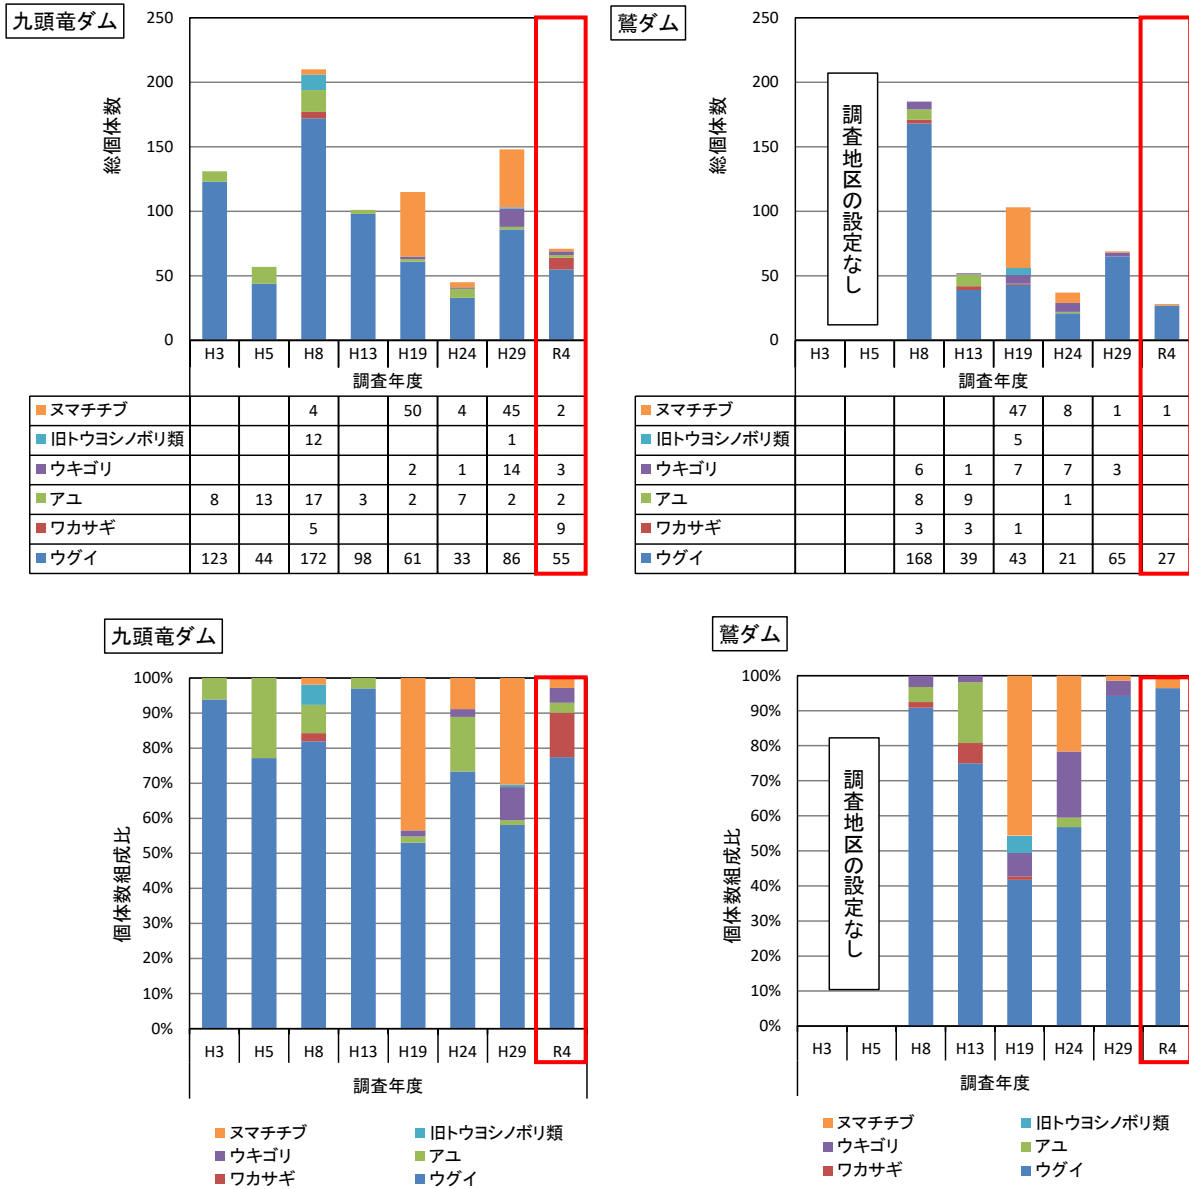 九頭竜ダム
総個体数
250
200
150
100
50
0
H3 H5 H8 H13 H19 H24 H29 R4
調査年度
ヌマチチブ 4 50 4 45 2
旧トウヨシノボリ類 12 1
ウキゴリ 2 1 14 3
アユ 8 13 17 3 2 7 2 2
ワカサギ 5 9
ウグイ 123 44 172 98 61 33 86 55
鷲ダム
総個体数
250
200
150
100
50
0
調査地区の設定なし
H3 H5 H8 H13 H19 H24 H29 R4
調査年度
ヌマチチブ 47 8 1 1
旧トウヨシノボリ類 5
ウキゴリ 6 1 7 7 3
アユ 8 9 1
ワカサギ 3 3 1
ウグイ 168 39 43 21 65 27
九頭竜ダム
個体数組成比
100%
90%
80%
70%
60%
50%
40%
30%
20%
10%
0%
H3 H5 H8 H13 H19 H24 H29 R4
調査年度
ヌマチチブ 旧トウヨシノボリ類
ウキゴリ アユ
ワカサギ ウグイ
鷲ダム
個体数組成比
100%
90%
80%
70%
60%
50%
40%
30%
20%
10%
0%
調査地区の設定なし
H3 H5 H8 H13 H19 H24 H29 R4
調査年度
ヌマチチブ 旧トウヨシノボリ類
ウキゴリ アユ
ワカサギ ウグイ